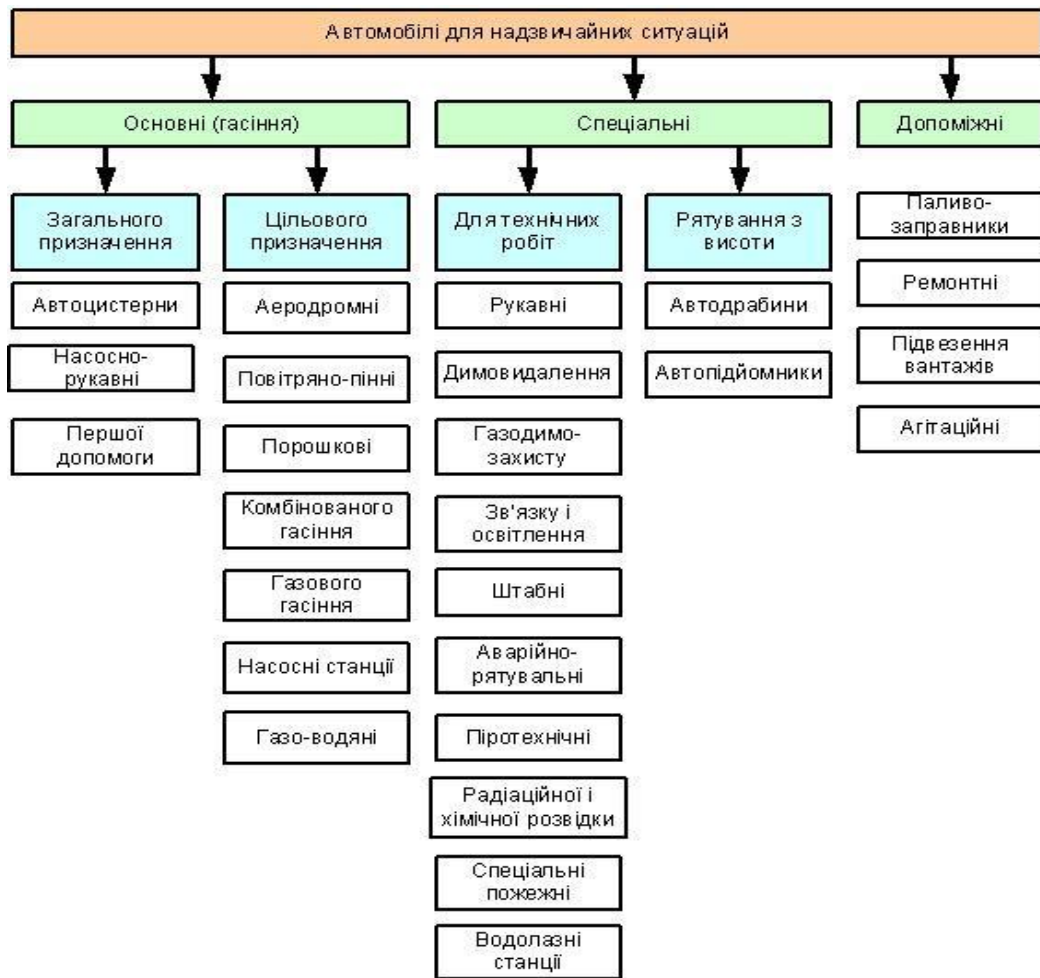 Автомобілі для надзвичайних ситуацій
Основні (гасіння)
Спеціальні
Допоміжні
Загального
призначення
Цільового
призначення
Для технічних
робіт
Рятування з
висоти
Паливо-
заправники
Автоцистерни
Аеродромні
Рукавні
Автодрабини
Ремонтні
Насосно-
рукавні
Повітряно-пінні
Димовидалення
Автопідйомники
Підвезення
вантажів
Першої
допомоги
Порошкові
Газодимо-
захисту
Агітаційні
Комбінованого
гасіння
Зв'язку і
освітлення
Газового
гасіння
Штабні
Насосні станції
Аварійно-
рятувальні
Газо-водяні
Піротехнічні
Радіаційної і
хімічної розвідки
Спеціальні
пожежні
Водолазні
станції